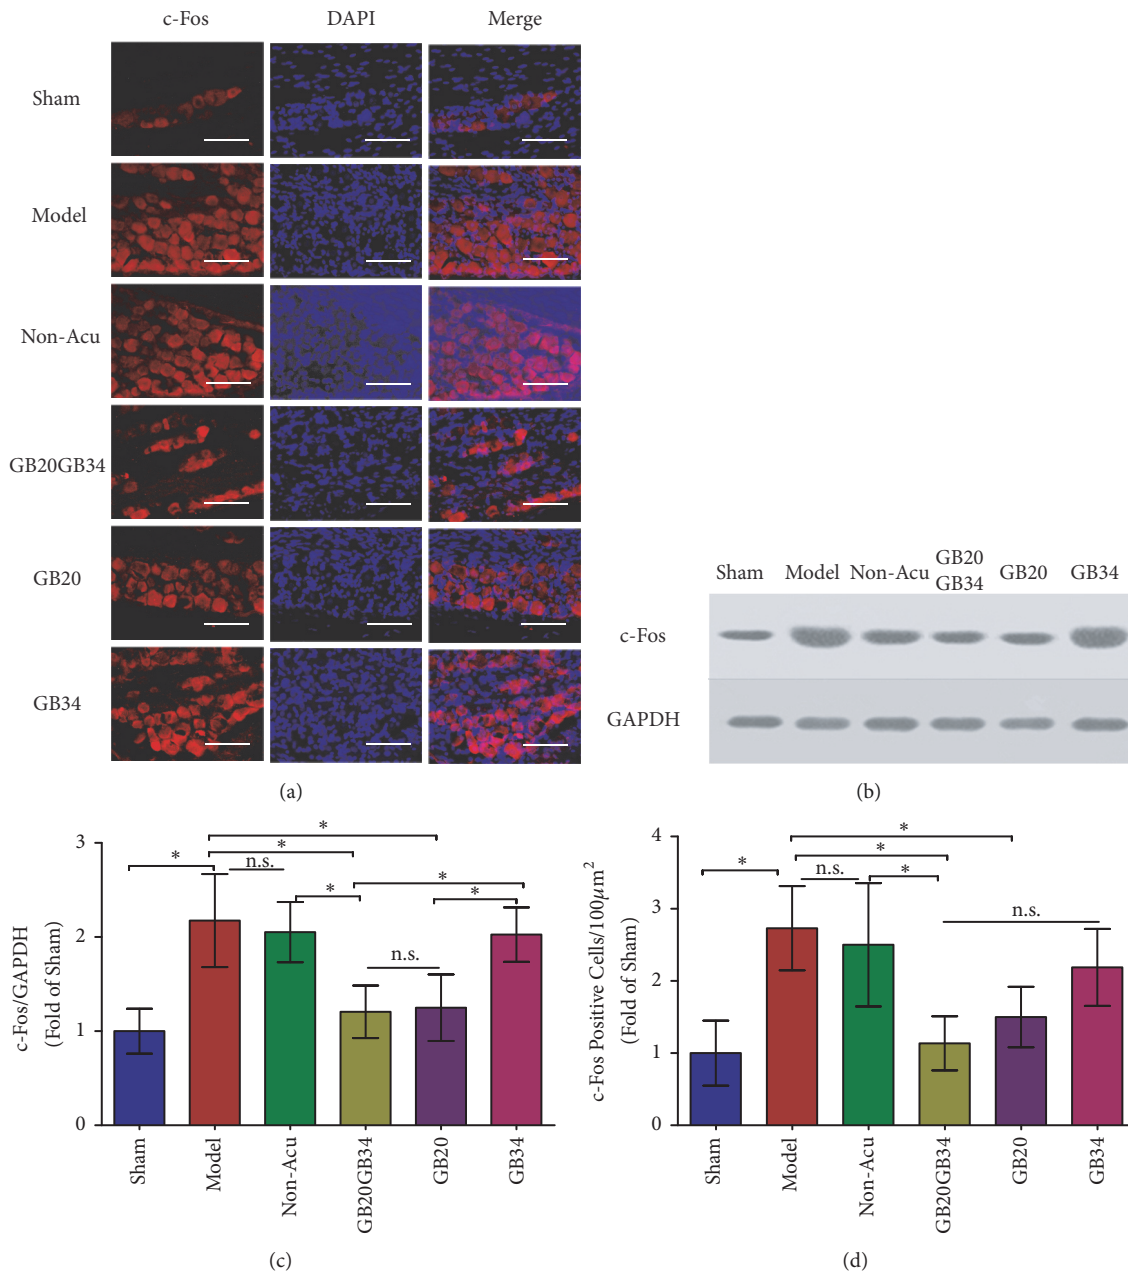 c-Fos DAPI Merge
Sham
Model
Non-Acu
GB20GB34
GB20
GB34
(a)
Sham Model Non-Acu GB20 GB34 GB20 GB34
c-Fos
GAPDH
(b)
c-Fos/GAPDH
(Fold of Sham)
3
2
1
0
*
*
*
n.s.
*
*
*
n.s.
Sham
Model
Non-Acu
GB20GB34
GB20
GB34
(c)
c-Fos Positive Cells/100μm²
(Fold of Sham)
4
3
2
1
0
*
*
*
n.s.
*
n.s.
Sham
Model
Non-Acu
GB20GB34
GB20
GB34
(d)